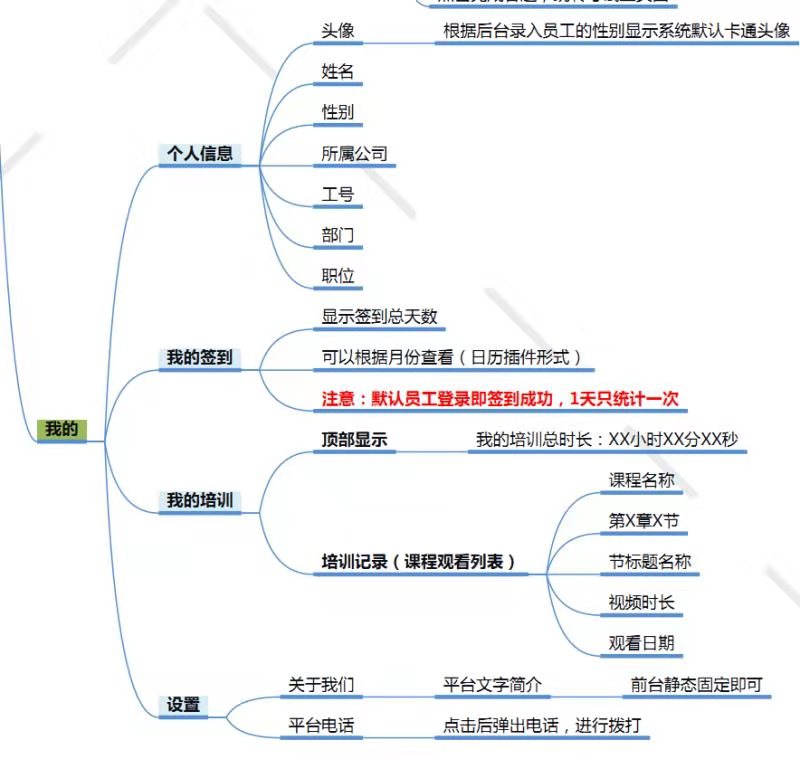 头像
根据后台录入员工的性别显示系统默认卡通头像
姓名
性别
个人信息
所属公司
工号
部门
职位
显示签到总天数
我的签到
可以根据月份查看（日历插件形式）
注意：默认员工登录即签到成功，1天只统计一次
我的
顶部显示
我的培训总时长：XX小时XX分XX秒
课程名称
我的培训
第X章X节
培训记录（课程观看列表）
节标题名称
视频时长
观看日期
设置
关于我们
平台文字简介
前台静态固定即可
平台电话
点击后弹出电话，进行拨打